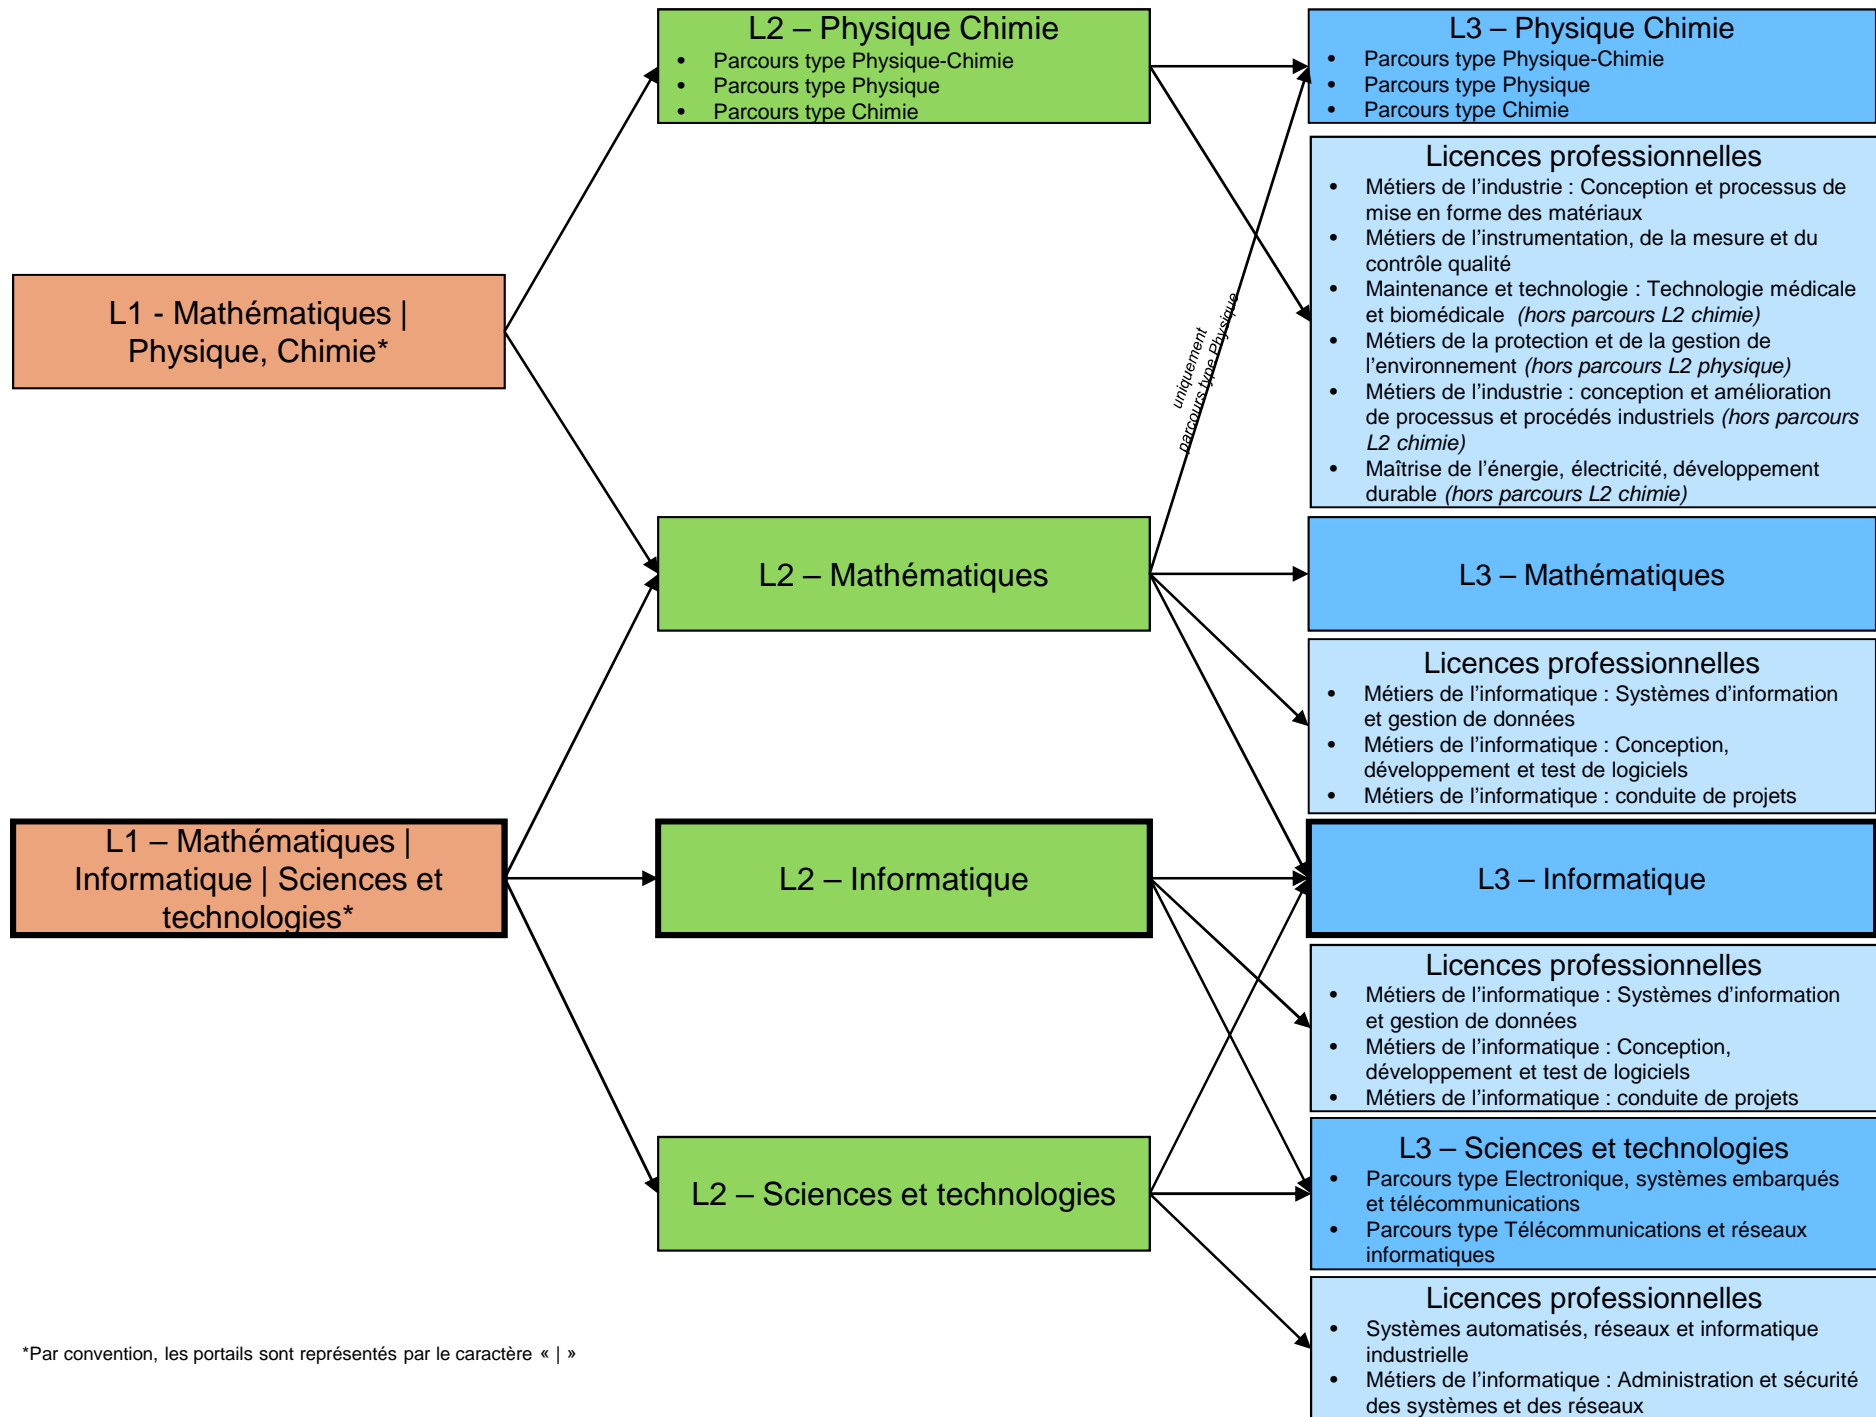 L2 – Physique Chimie
• Parcours type Physique-Chimie
• Parcours type Physique
• Parcours type Chimie
L3 – Physique Chimie
• Parcours type Physique-Chimie
• Parcours type Physique
• Parcours type Chimie
Licences professionnelles
• Métiers de l’industrie : Conception et processus de
mise en forme des matériaux
• Métiers de l’instrumentation, de la mesure et du
contrôle qualité
• Maintenance et technologie : Technologie médicale
et biomédicale (hors parcours L2 chimie)
• Métiers de la protection et de la gestion de
l’environnement (hors parcours L2 physique)
• Métiers de l’industrie : conception et amélioration
de processus et procédés industriels (hors parcours
L2 chimie)
• Maîtrise de l’énergie, électricité, développement
durable (hors parcours L2 chimie)
L1 - Mathématiques |
Physique, Chimie*
uniquement
parcours type Physique
L2 – Mathématiques
L3 – Mathématiques
Licences professionnelles
• Métiers de l’informatique : Systèmes d’information
et gestion de données
• Métiers de l’informatique : Conception,
développement et test de logiciels
• Métiers de l’informatique : conduite de projets
L1 – Mathématiques |
Informatique | Sciences et
technologies*
L2 – Informatique
L3 – Informatique
Licences professionnelles
• Métiers de l’informatique : Systèmes d’information
et gestion de données
• Métiers de l’informatique : Conception,
développement et test de logiciels
• Métiers de l’informatique : conduite de projets
L2 – Sciences et technologies
L3 – Sciences et technologies
• Parcours type Electronique, systèmes embarqués
et télécommunications
• Parcours type Télécommunications et réseaux
informatiques
Licences professionnelles
• Systèmes automatisés, réseaux et informatique
industrielle
• Métiers de l’informatique : Administration et sécurité
des systèmes et des réseaux
*Par convention, les portails sont représentés par le caractère « | »